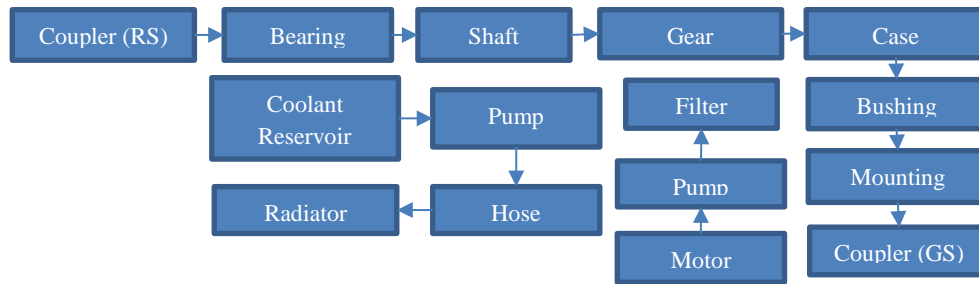 Coupler (RS)
Bearing
Shaft
Gear
Case
Coolant
Reservoir
Pump
Filter
Bushing
Radiator
Hose
Pump
Mounting
Motor
Coupler (GS)